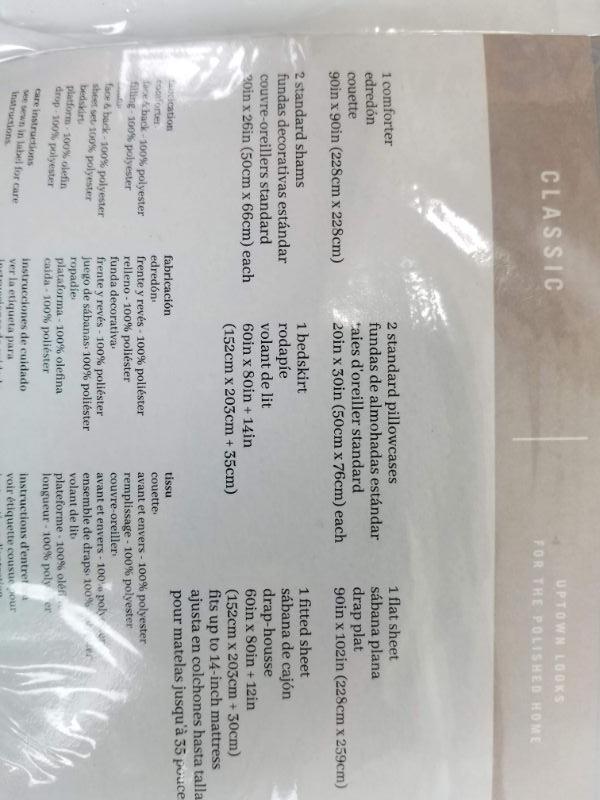 CLASSIC
UPTOWN LOOKS
FOR THE POLISHED HOME
1 comforter
edredón
couette
90in x 90in (228cm x 228cm)
2 standard pillowcases
fundas de almohadas estándar
taies d'oreiller standard
20in x 30in (50cm x 76cm) each
1 flat sheet
sábana plana
drap plat
90in x 102in (228cm x 259cm)
2 standard shams
fundas decorativas estándar
couvre-oreillers standard
20in x 26in (50cm x 66cm) each
1 bedskirt
rodapie
volant de lit
60in x 80in + 14in
(152cm x 203cm + 35cm)
1 fitted sheet
sábana de cajón
drap-housse
60in x 80in + 12in
(152cm x 203cm + 30cm)
fits up to 14-inch mattress
ajusta en colchones hasta talla
pour matelas jusqu'à 35 pouce
comforter:
face & back - 100% polyester
filling - 100% polyester
face & back - 100% polyester
sheet set: 100% polyester
bedskirt:
platform - 100% olefin
drop - 100% polyester
care instructions
see sewn in label for care
instructions.
fabricación
edredón:
frente y revés - 100% poliéster
relleno - 100% poliéster
funda decorativa:
frente y revés - 100% poliéster
juego de sábanas: 100% poliéster
ropadie:
plataforma - 100% olefina
caida - 100% poliéster
instrucciones de cuidado
ver la etiqueta para
tissu
couette:
avant et envers - 100% polyester
remplissage - 100% polyester
couvre-oreiller:
avant et envers - 100% polyester
ensemble de draps: 100%
volant de lit:
plateforme - 100%
longueur - 100% polyester
instructions d'entretien
voir étiquette cousue pour